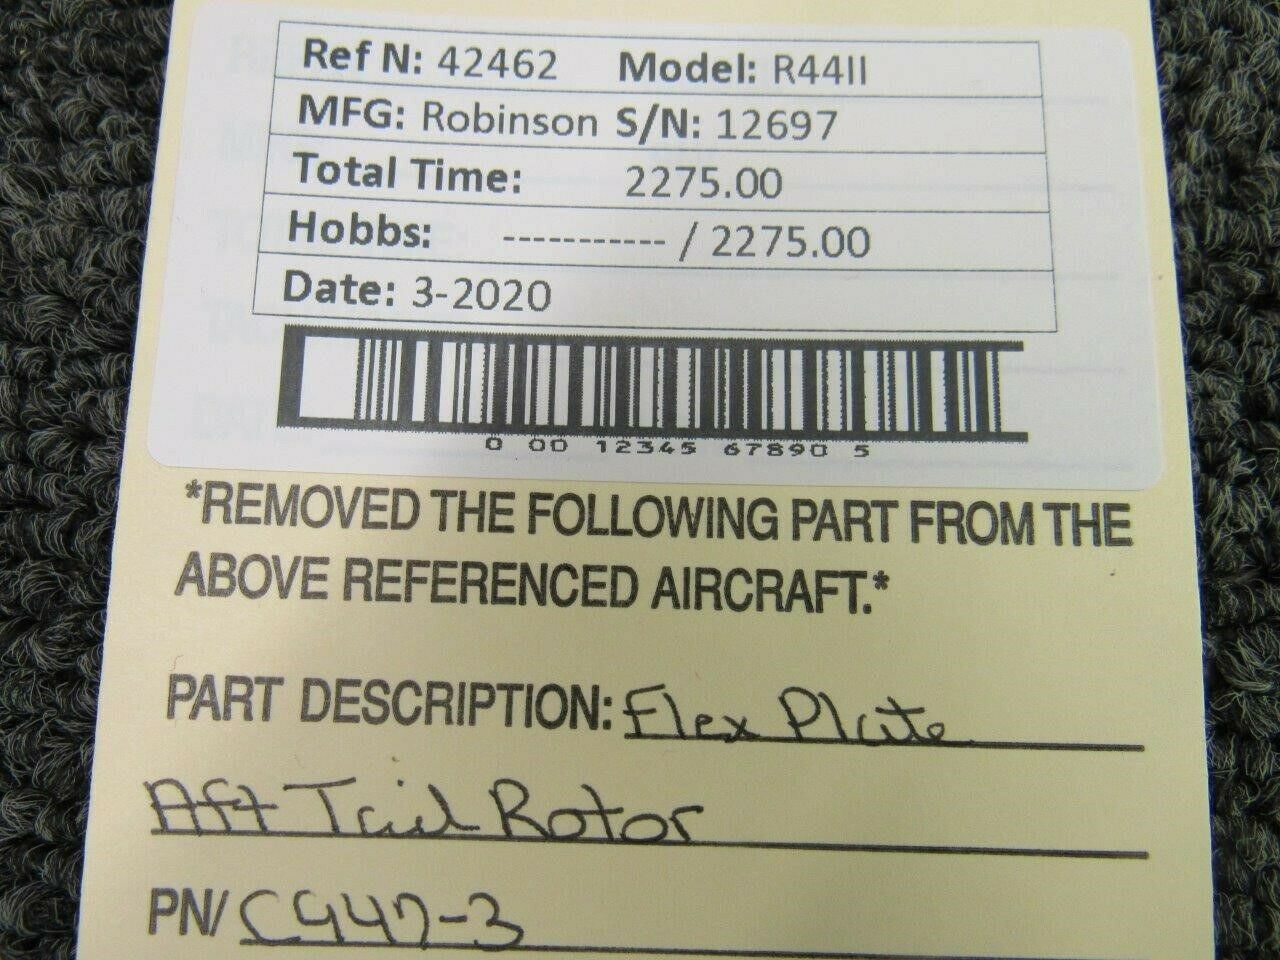 Ref N: 42462 Model: R44II
MFG: Robinson S/N: 12697
Total Time: 2275.00
Hobbs: ----------- / 2275.00
Date: 3-2020
0 00 12345 67890 5
*REMOVED THE FOLLOWING PART FROM THE
ABOVE REFERENCED AIRCRAFT.*
PART DESCRIPTION: Flex Plate
Aft Tail Rotor
PN/ C947-3